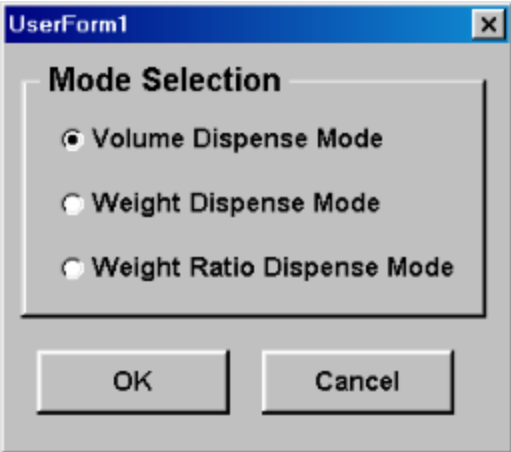 UserForm1
Mode Selection
Volume Dispense Mode
Weight Dispense Mode
Weight Ratio Dispense Mode
OK Cancel